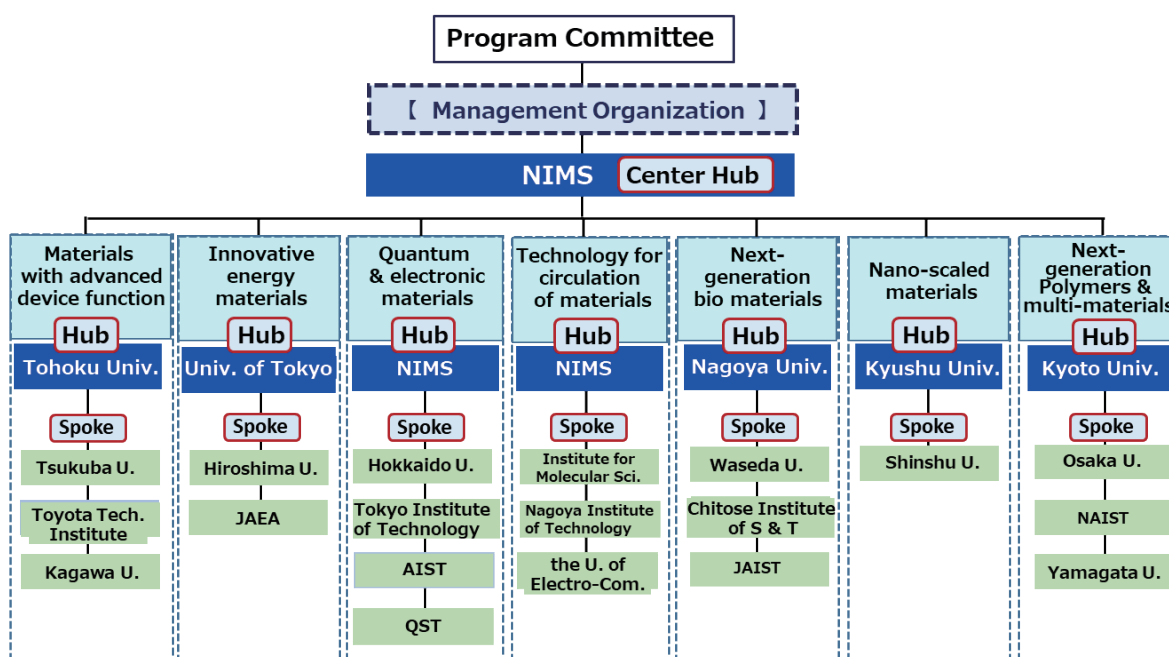 Program Committee
【 Management Organization 】
NIMS Center Hub
Materials
with advanced
device function
Hub
Tohoku Univ.
Spoke
Tsukuba U.
Toyota Tech.
Institute
Kagawa U.
Innovative
energy
materials
Hub
Univ. of Tokyo
Spoke
Hiroshima U.
JAEA
Quantum
& electronic
materials
Hub
NIMS
Spoke
Hokkaido U.
Tokyo Institute
of Technology
AIST
QST
Technology for
circulation
of materials
Hub
NIMS
Spoke
Institute for
Molecular Sci.
Nagoya Institute
of Technology
the U. of
Electro-Com.
Next-
generation
bio materials
Hub
Nagoya Univ.
Spoke
Waseda U.
Chitose Institute
of S & T
JAIST
Nano-scaled
materials
Hub
Kyushu Univ.
Spoke
Shinshu U.
Next-
generation
Polymers &
multi-materials
Hub
Kyoto Univ.
Spoke
Osaka U.
NAIST
Yamagata U.